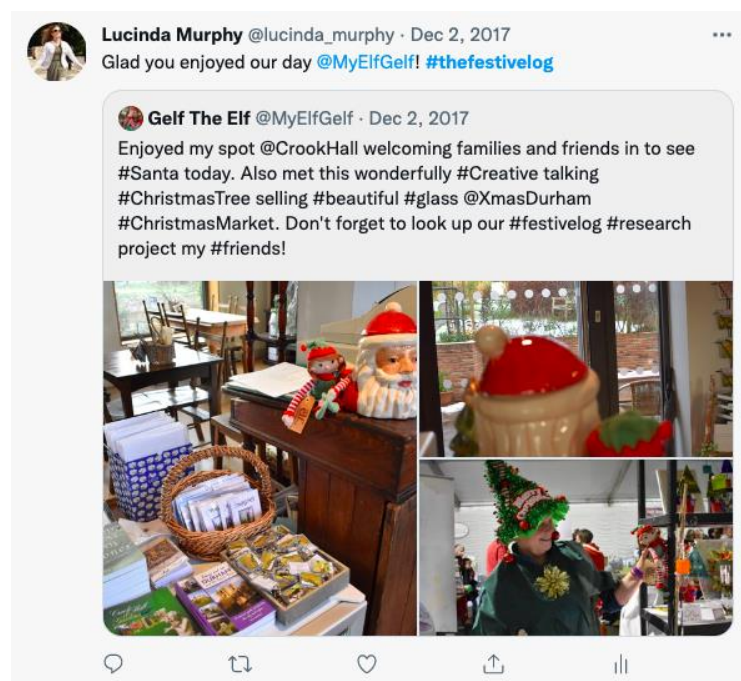 Lucinda Murphy @lucinda_murphy · Dec 2, 2017
Glad you enjoyed our day @MyElfGelf! #thefestivelog
Gelf The Elf @MyElfGelf · Dec 2, 2017
Enjoyed my spot @CrookHall welcoming families and friends in to see
#Santa today. Also met this wonderfully #Creative talking
#ChristmasTree selling #beautiful #glass @XmasDurham
#ChristmasMarket. Don't forget to look up our #festivelog #research
project my #friends!